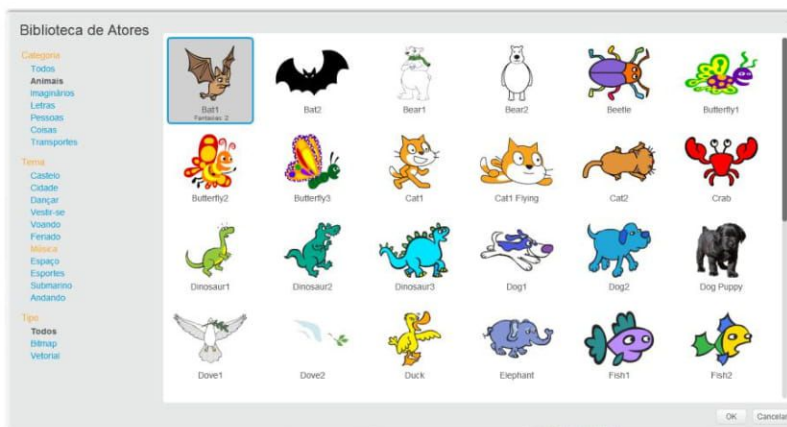 Biblioteca de Atores
Categoria
Todos
Animais
Imaginários
Letras
Pessoas
Coisas
Transportes
Tema
Castelo
Cidade
Dançar
Vestir-se
Voando
Feriado
Música
Espaço
Esportes
Submarino
Andando
Tipo
Todos
Bitmap
Vetorial
Bat1
Fantasias: 2
Bat2
Bear1
Bear2
Beetle
Butterfly1
Butterfly2
Butterfly3
Cat1
Cat1 Flying
Cat2
Crab
Dinosaur1
Dinosaur2
Dinosaur3
Dog1
Dog2
Dog Puppy
Dove1
Dove2
Duck
Elephant
Fish1
Fish2
OK
Cancelar